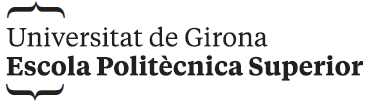 Universitat de Girona
Escola Politècnica Superior